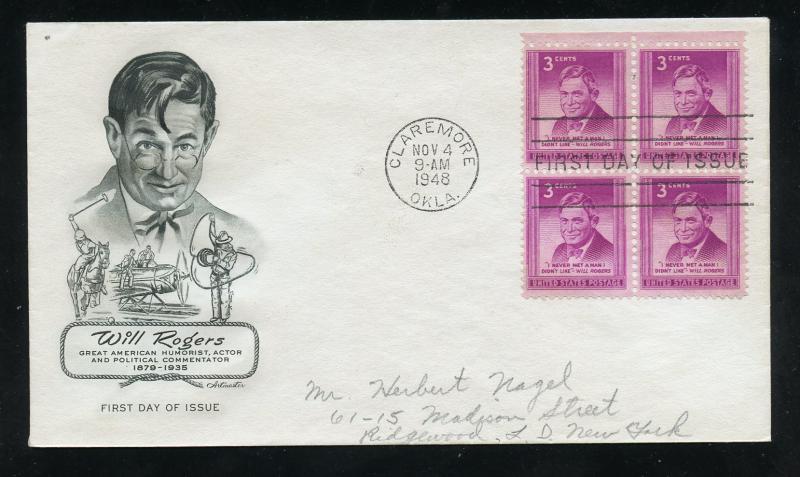 3 CENTS
"I NEVER MET A MAN I
DIDN'T LIKE" - WILL ROGERS
3 CENTS
"I NEVER MET A MAN I
DIDN'T LIKE" - WILL ROGERS
CLAREMORE
NOV 4
9-AM
1948
OKLA.
FIRST DAY OF ISSUE
3 CENTS
"I NEVER MET A MAN I
DIDN'T LIKE" - WILL ROGERS
UNITED STATES POSTAGE
3 CENTS
"I NEVER MET A MAN I
DIDN'T LIKE" - WILL ROGERS
UNITED STATES POSTAGE
Will Rogers
GREAT AMERICAN HUMORIST, ACTOR
AND POLITICAL COMMENTATOR
1879-1935
Artmaster
FIRST DAY OF ISSUE
Mr. Herbert Nagel
61-15 Madison Street
Ridgewood, L. D. New York